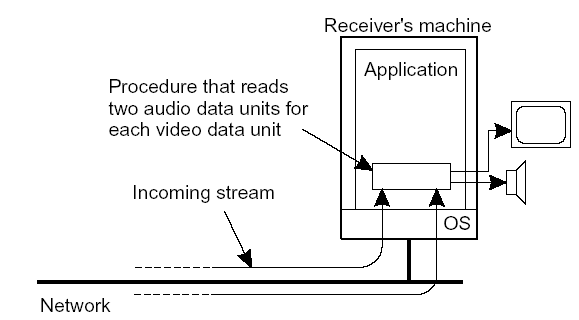 Receiver's machine
Application
Procedure that reads
two audio data units for
each video data unit
Incoming stream
OS
Network